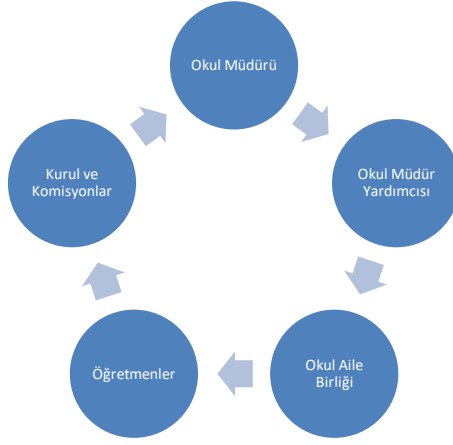 Okul Müdürü
Okul Müdür
Yardımcısı
Okul Aile
Birliği
Öğretmenler
Kurul ve
Komisyonlar